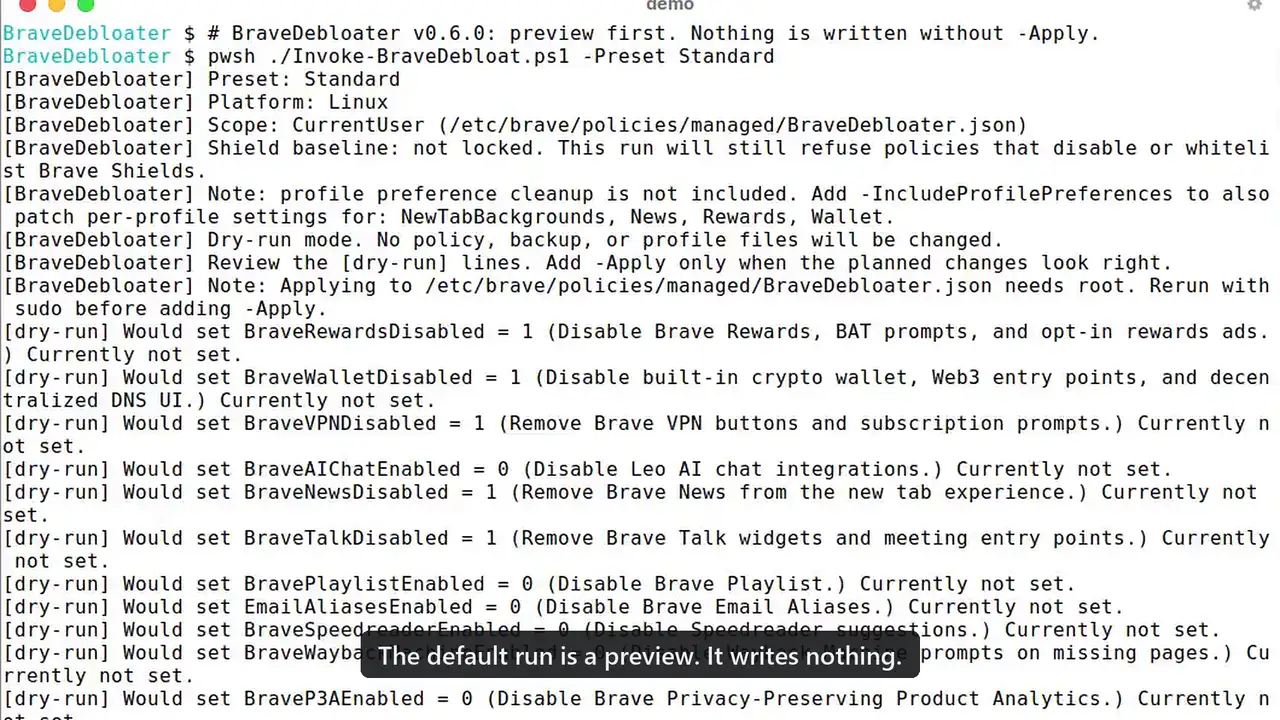 demo
BraveDebloater $ # BraveDebloater v0.6.0: preview first. Nothing is written without -Apply.
BraveDebloater $ pwsh ./Invoke-BraveDebloat.ps1 -Preset Standard
[BraveDebloater] Preset: Standard
[BraveDebloater] Platform: Linux
[BraveDebloater] Scope: CurrentUser (/etc/brave/policies/managed/BraveDebloater.json)
[BraveDebloater] Shield baseline: not locked. This run will still refuse policies that disable or whiteli
st Brave Shields.
[BraveDebloater] Note: profile preference cleanup is not included. Add -IncludeProfilePreferences to also
 patch per-profile settings for: NewTabBackgrounds, News, Rewards, Wallet.
[BraveDebloater] Dry-run mode. No policy, backup, or profile files will be changed.
[BraveDebloater] Review the [dry-run] lines. Add -Apply only when the planned changes look right.
[BraveDebloater] Note: Applying to /etc/brave/policies/managed/BraveDebloater.json needs root. Rerun with
 sudo before adding -Apply.
[dry-run] Would set BraveRewardsDisabled = 1 (Disable Brave Rewards, BAT prompts, and opt-in rewards ads.
) Currently not set.
[dry-run] Would set BraveWalletDisabled = 1 (Disable built-in crypto wallet, Web3 entry points, and decen
tralized DNS UI.) Currently not set.
[dry-run] Would set BraveVPNDisabled = 1 (Remove Brave VPN buttons and subscription prompts.) Currently n
ot set.
[dry-run] Would set BraveAIChatEnabled = 0 (Disable Leo AI chat integrations.) Currently not set.
[dry-run] Would set BraveNewsDisabled = 1 (Remove Brave News from the new tab experience.) Currently not
set.
[dry-run] Would set BraveTalkDisabled = 1 (Remove Brave Talk widgets and meeting entry points.) Currently
 not set.
[dry-run] Would set BravePlaylistEnabled = 0 (Disable Brave Playlist.) Currently not set.
[dry-run] Would set EmailAliasesEnabled = 0 (Disable Brave Email Aliases.) Currently not set.
[dry-run] Would set BraveSpeedreaderEnabled = 0 (Disable Speedreader suggestions.) Currently not set.
[dry-run] Would set prompts on missing pages.) Cu
rrently not set.
[dry-run] Would set BraveP3AEnabled = 0 (Disable Brave Privacy-Preserving Product Analytics.) Currently n
ot set.
The default run is a preview. It writes nothing.